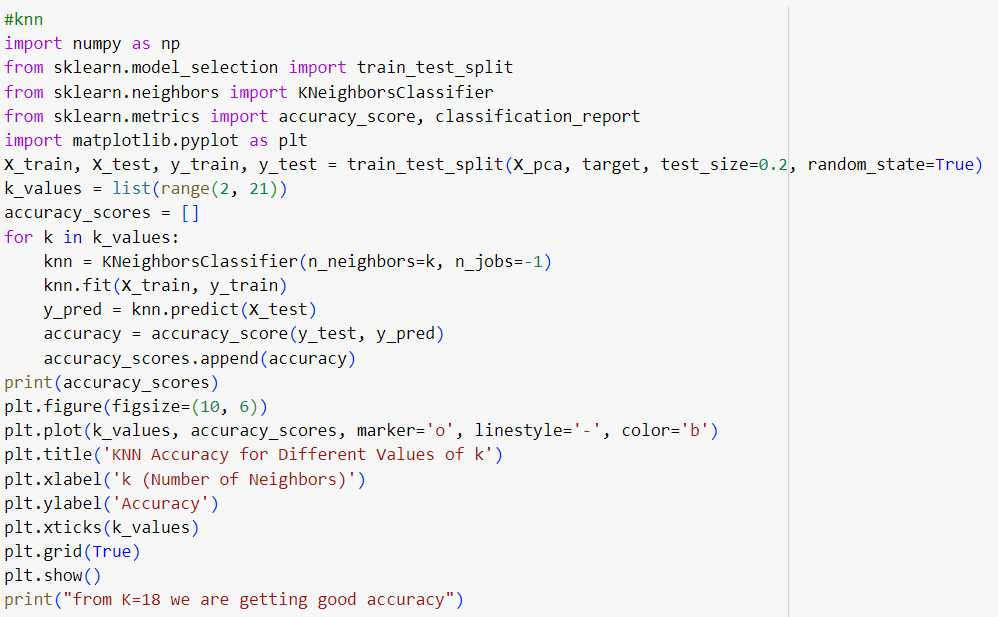 #knn
import numpy as np
from sklearn.model_selection import train_test_split
from sklearn.neighbors import KNeighborsClassifier
from sklearn.metrics import accuracy_score, classification_report
import matplotlib.pyplot as plt
X_train, X_test, y_train, y_test = train_test_split(X_pca, target, test_size=0.2, random_state=True)
k_values = list(range(2, 21))
accuracy_scores = []
for k in k_values:
    knn = KNeighborsClassifier(n_neighbors=k, n_jobs=-1)
    knn.fit(X_train, y_train)
    y_pred = knn.predict(X_test)
    accuracy = accuracy_score(y_test, y_pred)
    accuracy_scores.append(accuracy)
print(accuracy_scores)
plt.figure(figsize=(10, 6))
plt.plot(k_values, accuracy_scores, marker='o', linestyle='-', color='b')
plt.title('KNN Accuracy for Different Values of k')
plt.xlabel('k (Number of Neighbors)')
plt.ylabel('Accuracy')
plt.xticks(k_values)
plt.grid(True)
plt.show()
print("from K=18 we are getting good accuracy")